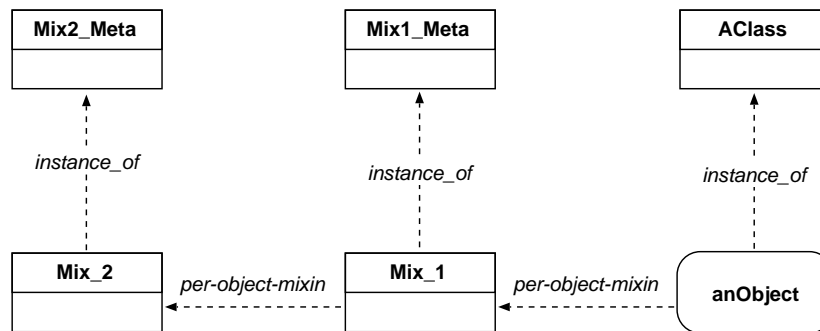 Mix2_Meta
Mix1_Meta
AClass
instance_of
instance_of
instance_of
Mix_2
per-object-mixin
Mix_1
per-object-mixin
anObject